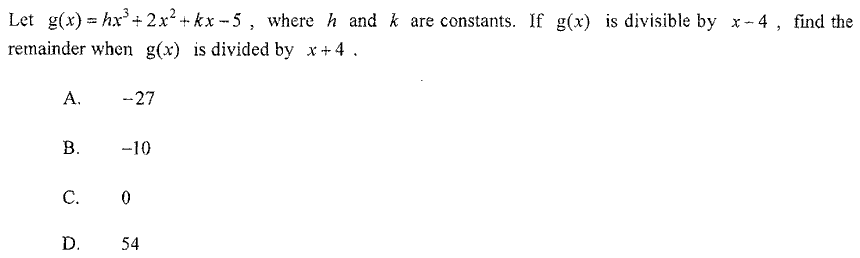 Let g(x) = hx³ + 2x² + kx − 5 , where h and k are constants. If g(x) is divisible by x − 4 , find the
remainder when g(x) is divided by x + 4 .
A. −27
B. −10
C. 0
D. 54